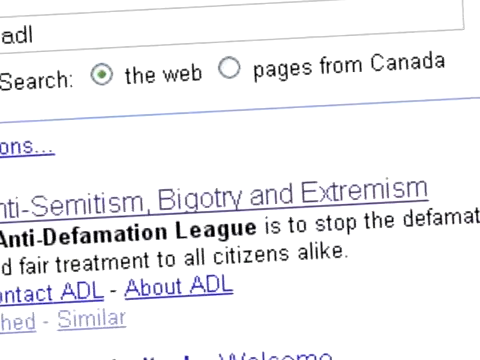 adl
Search: the web pages from Canada
ons...
nti-Semitism, Bigotry and Extremism
Anti-Defamation League is to stop the defamat
d fair treatment to all citizens alike.
ontact ADL - About ADL
hed - Similar
Welcome